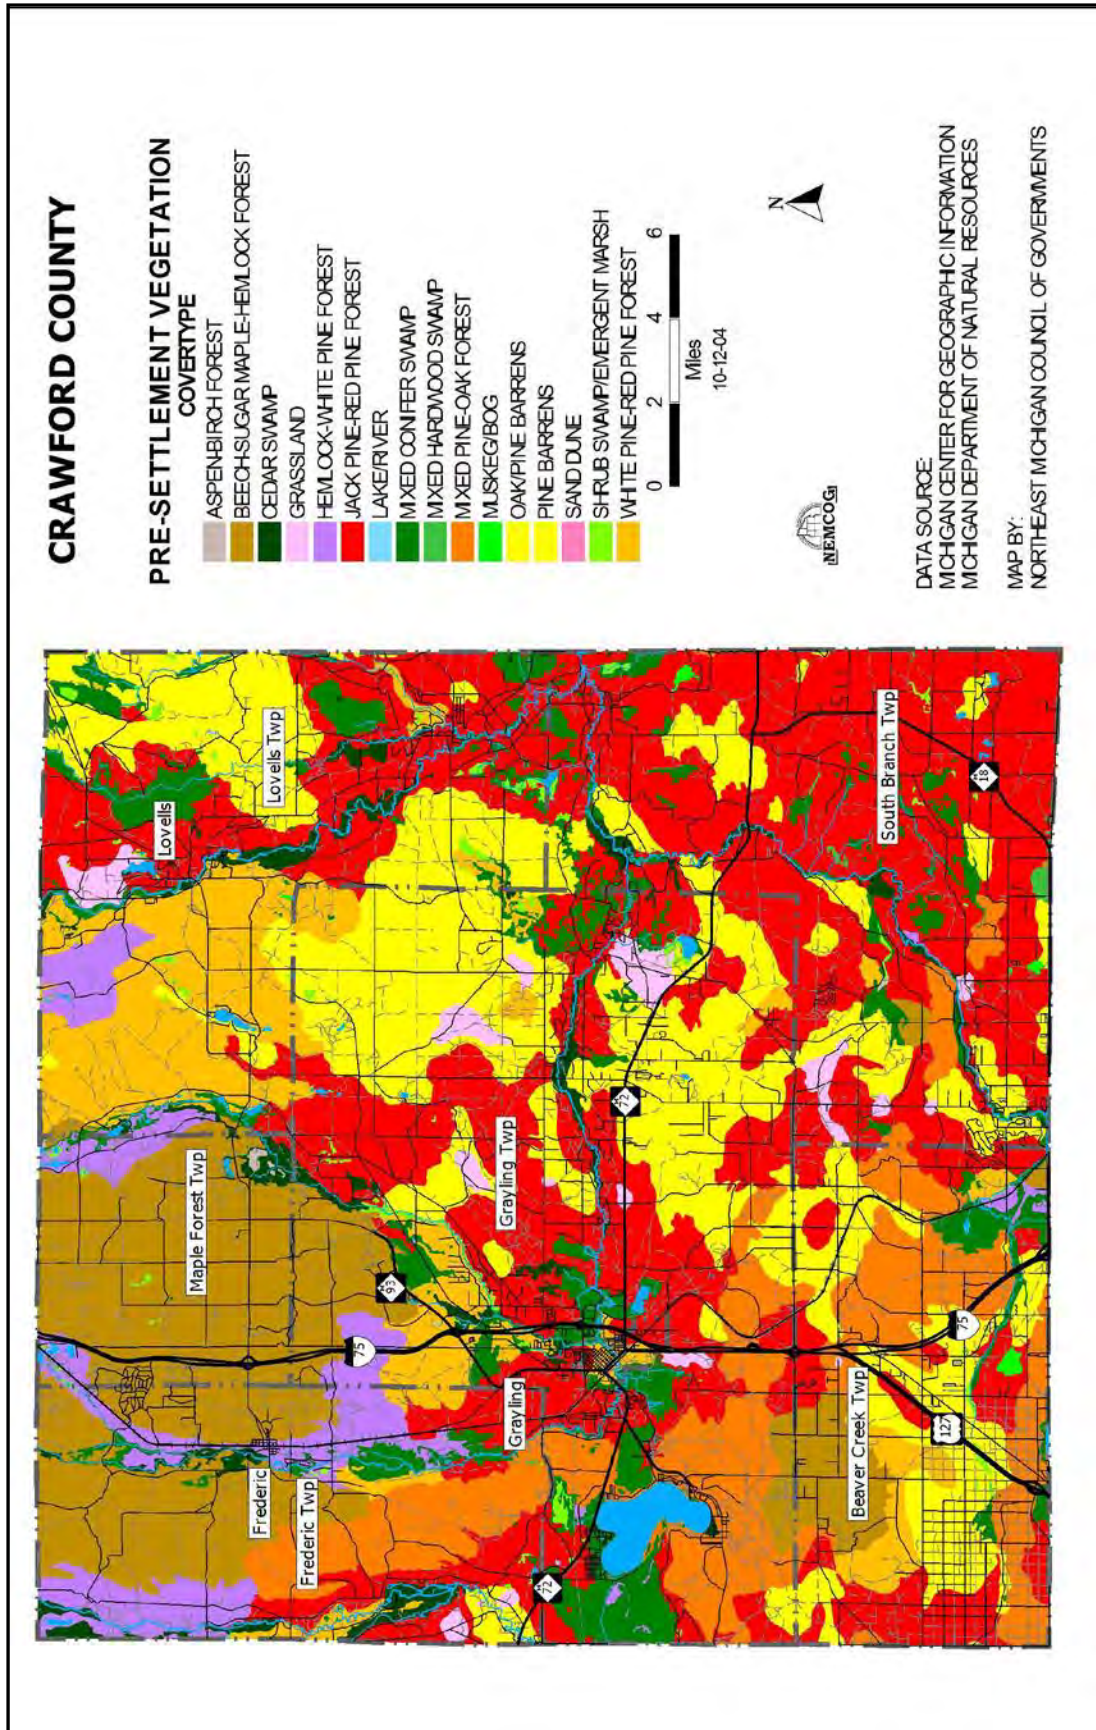 CRAWFORD COUNTY
PRE-SETTLEMENT VEGETATION
COVERTYPE
ASPEN-BIRCH FOREST
BEECH-SUGAR MAPLE-HEMLOCK FOREST
CEDAR SWAMP
GRASSLAND
HEMLOCK-WHITE PINE FOREST
JACK PINE-RED PINE FOREST
LAKE/RIVER
MIXED CONIFER SWAMP
MIXED HARDWOOD SWAMP
MIXED PINE-OAK FOREST
MUSKEG/BOG
OAK/PINE BARRENS
PINE BARRENS
SAND DUNE
SHRUB SWAMP/EMERGENT MARSH
WHITE PINE-RED PINE FOREST
0 2 4 6
Miles
10-12-04
N
NEMCOG
DATA SOURCE:
MICHIGAN CENTER FOR GEOGRAPHIC INFORMATION
MICHIGAN DEPARTMENT OF NATURAL RESOURCES
MAP BY:
NORTHEAST MICHIGAN COUNCIL OF GOVERNMENTS
Lovells
Lovells Twp
Maple Forest Twp
Frederic
Frederic Twp
75
M
93
Grayling Twp
Grayling
M
72
M
72
South Branch Twp
Beaver Creek Twp
M
18
127
75